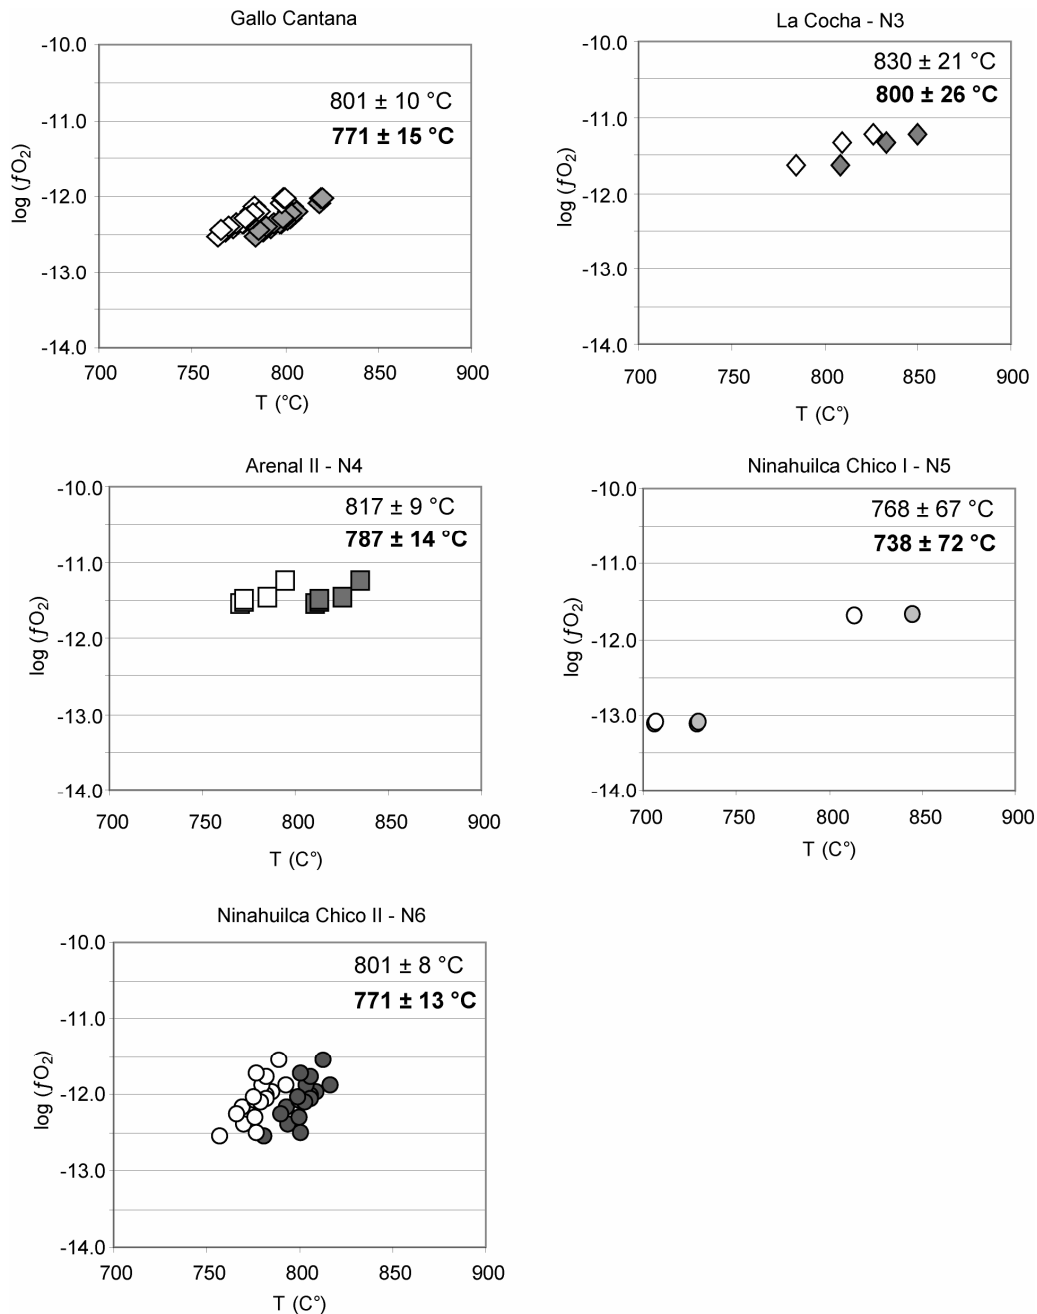 Gallo Cantana
-10.0
-11.0
-12.0
-13.0
-14.0
log (ƒO₂)
801 ± 10 °C
771 ± 15 °C
700 750 800 850 900
T (°C)
La Cocha - N3
-10.0
-11.0
-12.0
-13.0
-14.0
log (ƒO₂)
830 ± 21 °C
800 ± 26 °C
700 750 800 850 900
T (C°)
Arenal II - N4
-10.0
-11.0
-12.0
-13.0
-14.0
log (ƒO₂)
817 ± 9 °C
787 ± 14 °C
700 750 800 850 900
T (C°)
Ninahuilca Chico I - N5
-10.0
-11.0
-12.0
-13.0
-14.0
log (ƒO₂)
768 ± 67 °C
738 ± 72 °C
700 750 800 850 900
T (C°)
Ninahuilca Chico II - N6
-10.0
-11.0
-12.0
-13.0
-14.0
log (ƒO₂)
801 ± 8 °C
771 ± 13 °C
700 750 800 850 900
T (C°)